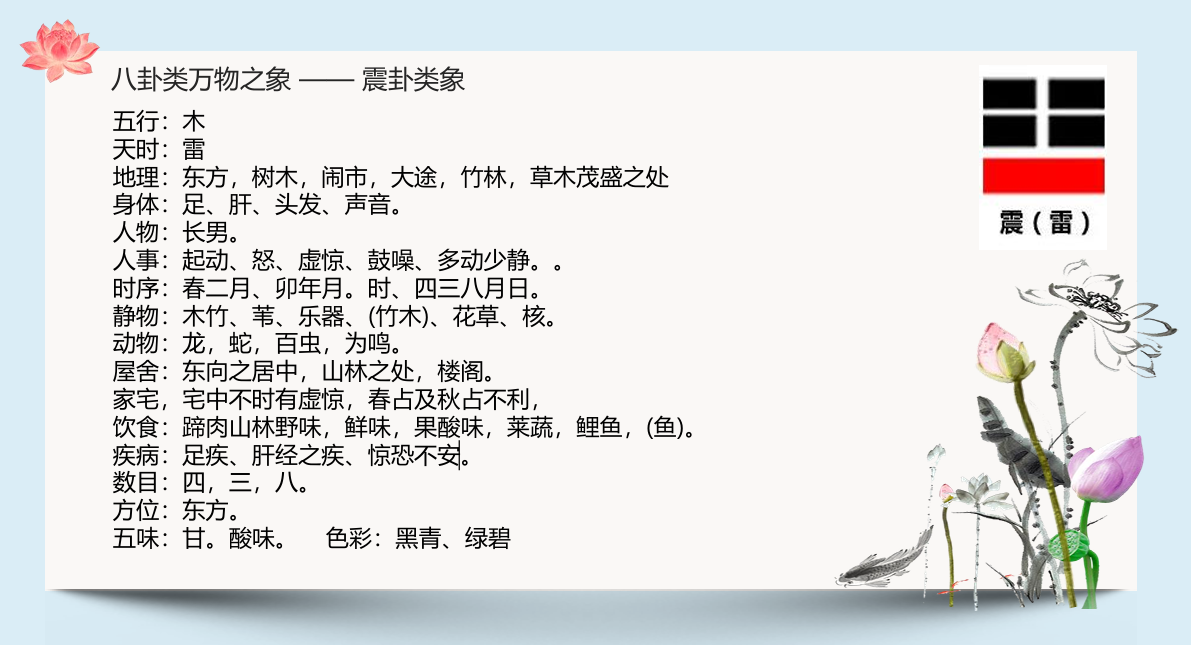 八卦类万物之象 —— 震卦类象
五行：木
天时：雷
地理：东方，树木，闹市，大途，竹林，草木茂盛之处
身体：足、肝、头发、声音。
人物：长男。
人事：起动、怒、虚惊、鼓噪、多动少静。。
时序：春二月、卯年月。时、四三八月日。
静物：木竹、苇、乐器、(竹木)、花草、核。
动物：龙，蛇，百虫，为鸣。
屋舍：东向之居中，山林之处，楼阁。
家宅，宅中不时有虚惊，春占及秋占不利，
饮食：蹄肉山林野味，鲜味，果酸味，莱蔬，鲤鱼，(鱼)。
疾病：足疾、肝经之疾、惊恐不安。
数目：四，三，八。
方位：东方。
五味：甘。酸味。 色彩：黑青、绿碧
震（雷）